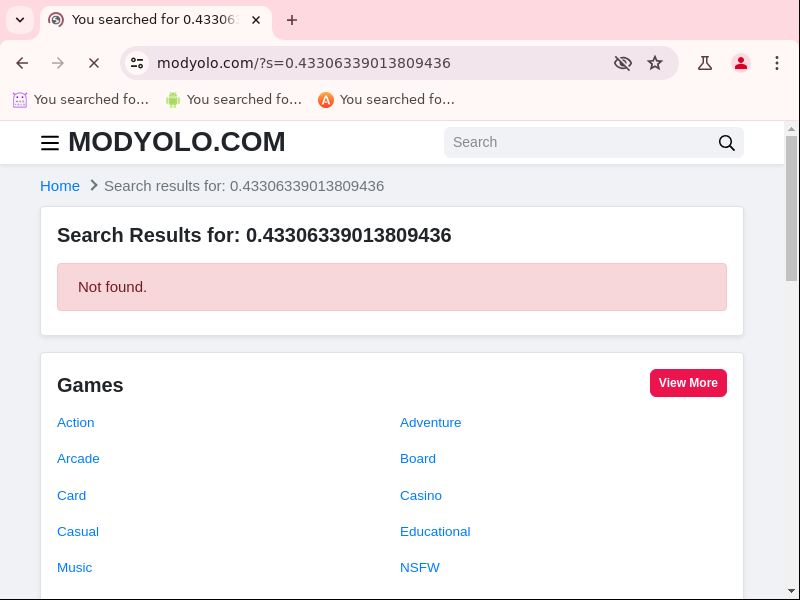 You searched for 0.43306
modyolo.com/?s=0.43306339013809436
You searched fo...
You searched fo...
You searched fo...
MODYOLO.COM
Search
Home
Search results for: 0.43306339013809436
Search Results for: 0.43306339013809436
Not found.
Games
View More
Action
Adventure
Arcade
Board
Card
Casino
Casual
Educational
Music
NSFW